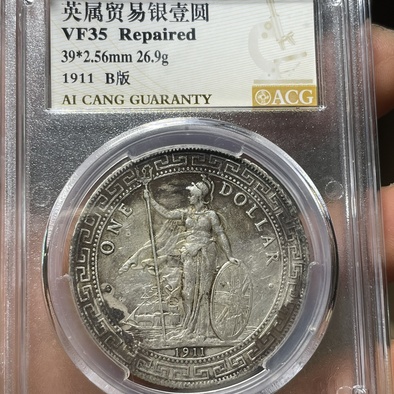 英属贸易银壹圆
VF35 Repaired
39*2.56mm 26.9g
1911 B版
AI CANG GUARANTY
ACG
ONE DOLLAR
1911